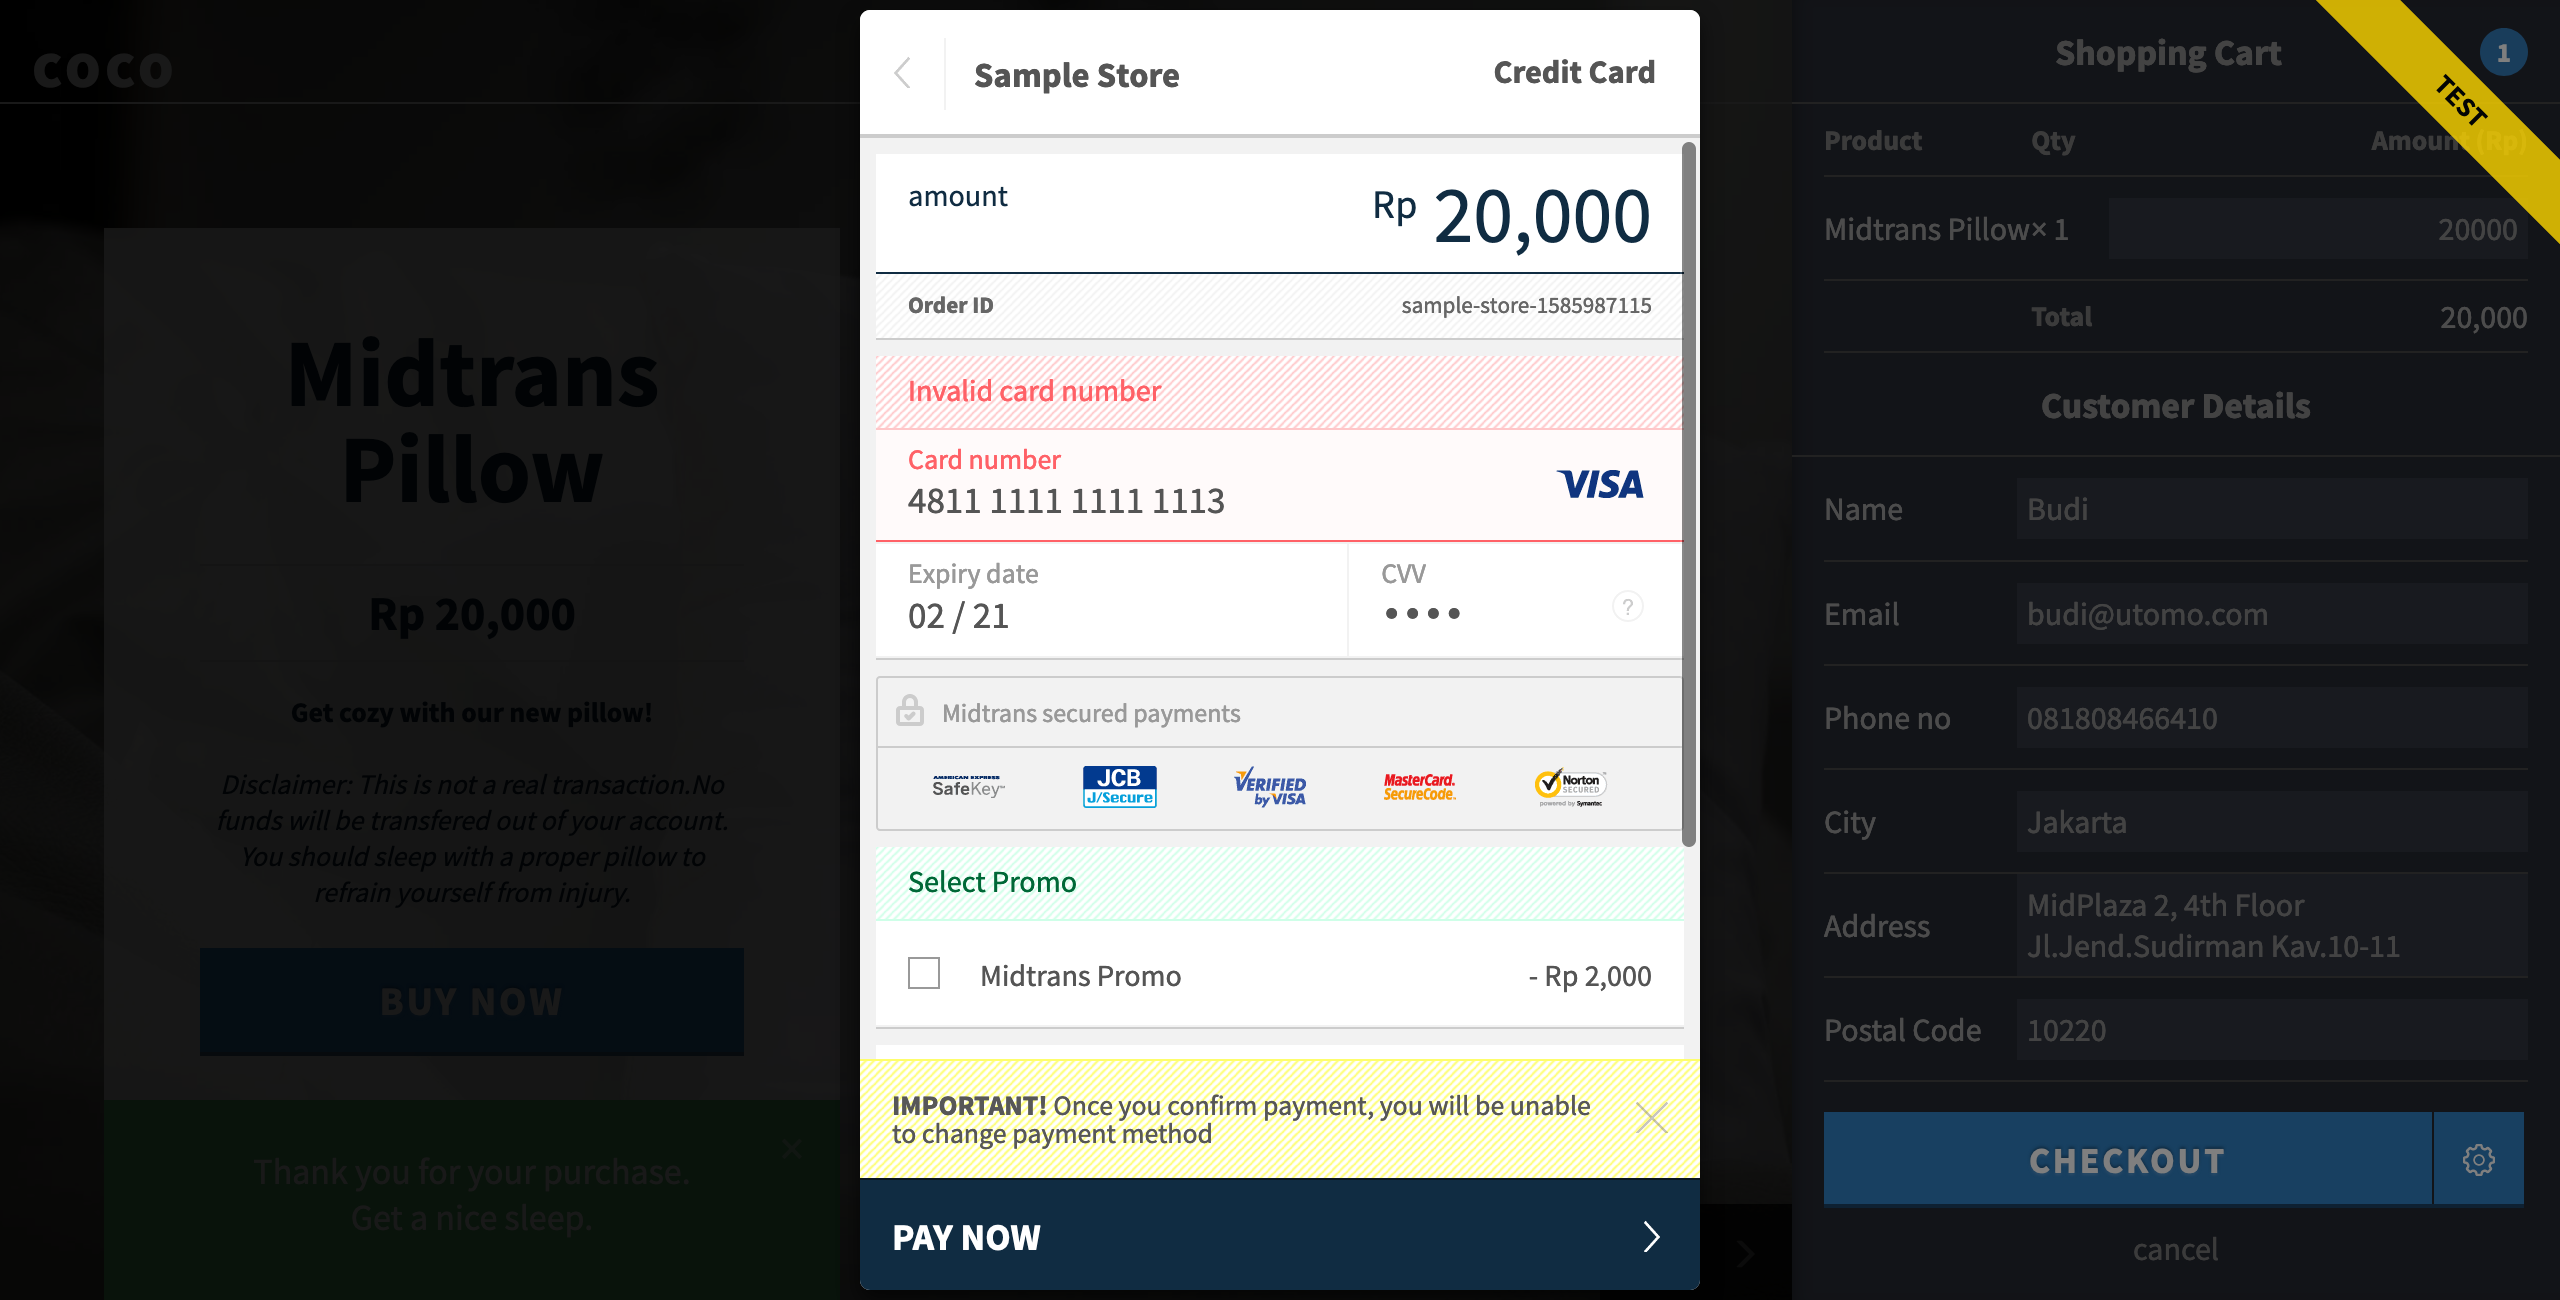 COCO
Midtrans
Pillow
Rp 20,000
Get cozy with our new pillow!
Disclaimer: This is not a real transaction.No
funds will be transfered out of your account.
You should sleep with a proper pillow to
refrain yourself from injury.
BUY NOW
Thank you for your purchase.
Get a nice sleep.
Sample Store
Credit Card
amount
Rp 20,000
Order ID
sample-store-1585987115
Invalid card number
Card number
4811 1111 1111 1113
VISA
Expiry date
CVV
02 / 21
••••
?
Midtrans secured payments
AMERICAN EXPRESS
SafeKey
JCB
J/Secure
VERIFIED
by VISA
MasterCard.
SecureCode.
Norton
SECURED
powered by Symantec
Select Promo
Midtrans Promo
- Rp 2,000
IMPORTANT! Once you confirm payment, you will be unable
to change payment method
PAY NOW
Shopping Cart
1
TEST
Product Qty Amount (Rp)
Midtrans Pillow× 1 20000
Total 20,000
Customer Details
Name Budi
Email budi@utomo.com
Phone no 081808466410
City Jakarta
Address
MidPlaza 2, 4th Floor
Jl.Jend.Sudirman Kav.10-11
Postal Code 10220
CHECKOUT
cancel